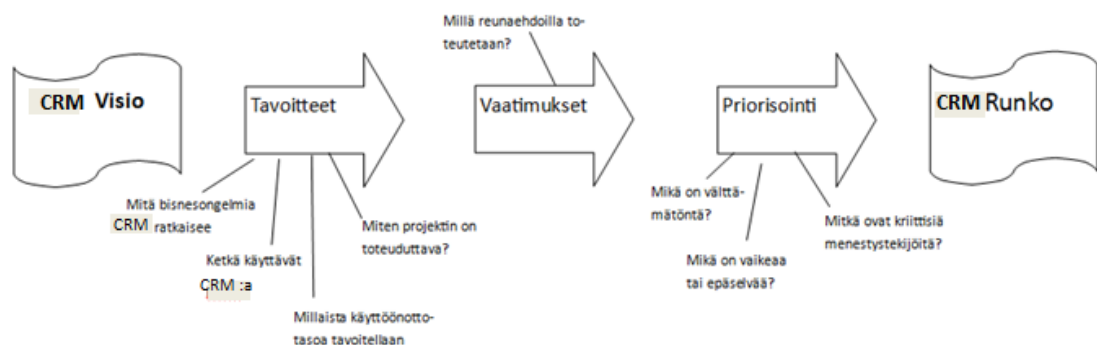 CRM Visio
Tavoitteet
Mitä bisnesongelmia
CRM ratkaisee
Ketkä käyttävät
CRM :a
Millaista käyttöönotto-
tasoa tavoitellaan
Miten projektin on
toteuduttava?
Millä reunaehdoilla to-
teutetaan?
Vaatimukset
Priorisointi
Mikä on välttä-
mätöntä?
Mikä on vaikeaa
tai epäselvää?
Mitkä ovat kriittisiä
menestystekijöitä?
CRM Runko